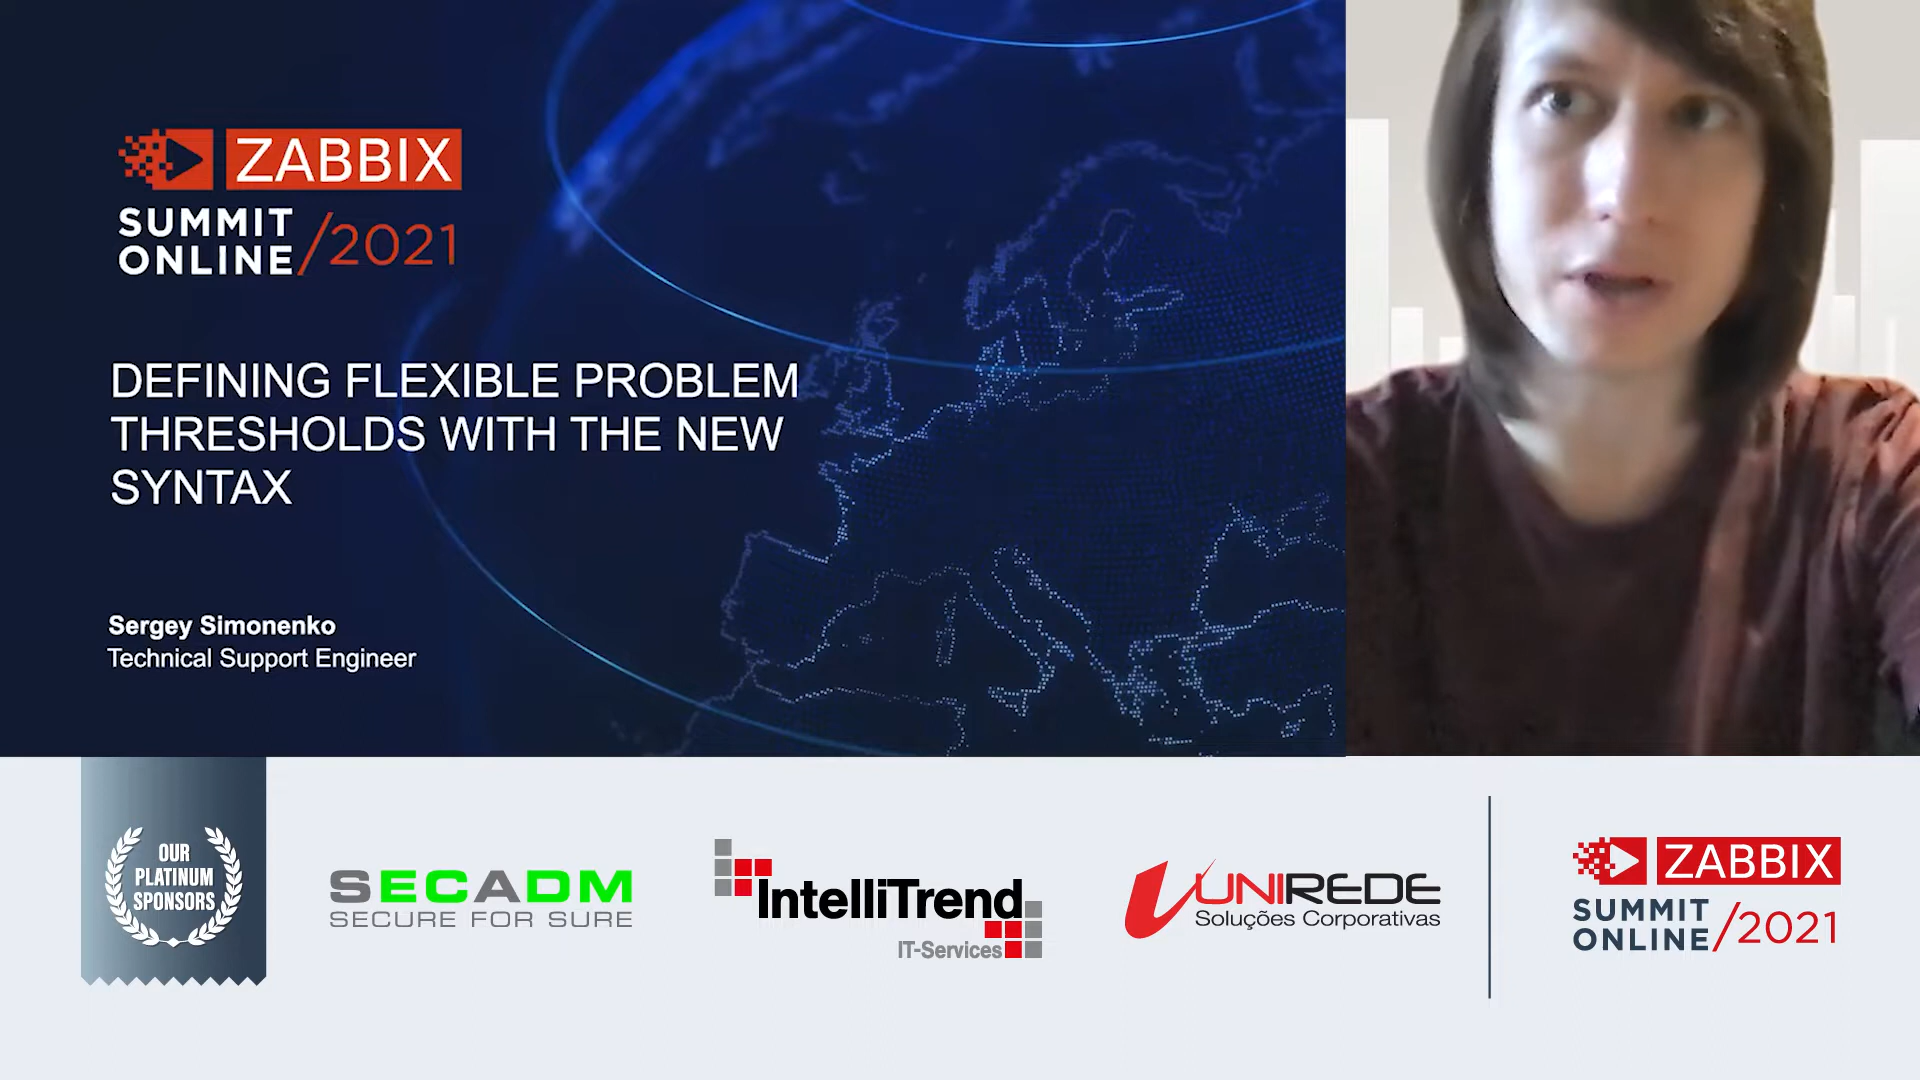 ZABBIX
SUMMIT
ONLINE/2021
DEFINING FLEXIBLE PROBLEM
THRESHOLDS WITH THE NEW
SYNTAX
Sergey Simonenko
Technical Support Engineer
OUR
PLATINUM
SPONSORS
SECADM
SECURE FOR SURE
IntelliTrend
IT-Services
UNIREDE
Soluções Corporativas
ZABBIX
SUMMIT
ONLINE/2021